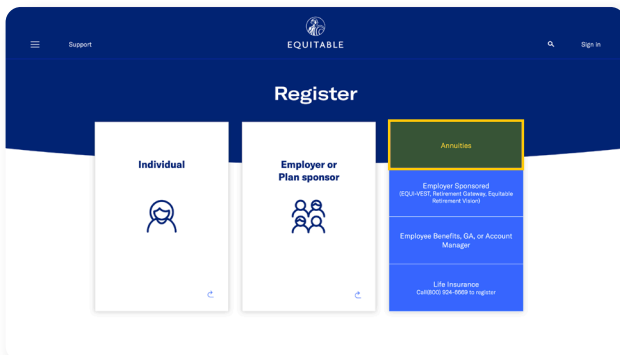 Support
EQUITABLE
Sign in
Register
Individual
Employer or
Plan sponsor
Annuities
Employer Sponsored
(EQUI-VEST, Retirement Gateway, Equitable
Retirement Vision)
Employee Benefits, GA, or Account
Manager
Life Insurance
Call(800) 924-6669 to register